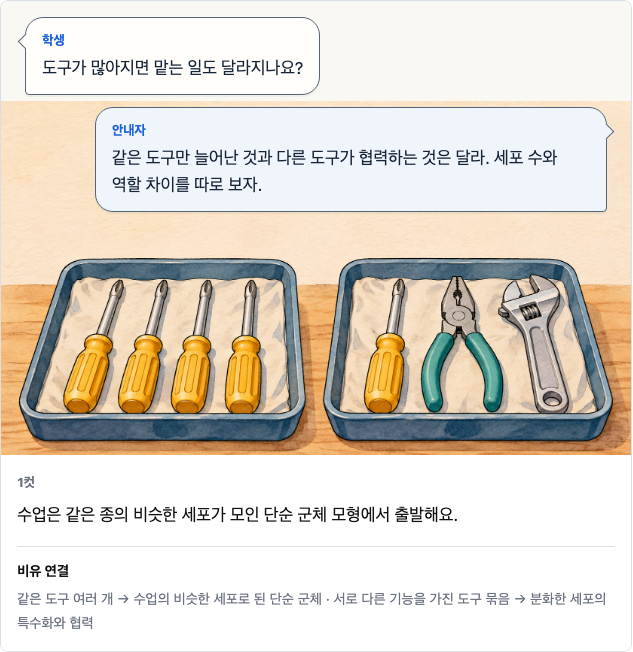 학생
도구가 많아지면 맡는 일도 달라지나요?
안내자
같은 도구만 늘어난 것과 다른 도구가 협력하는 것은 달라. 세포 수와
역할 차이를 따로 보자.
1컷
수업은 같은 종의 비슷한 세포가 모인 단순 군체 모형에서 출발해요.
비유 연결
같은 도구 여러 개 → 수업의 비슷한 세포로 된 단순 군체 · 서로 다른 기능을 가진 도구 묶음 → 분화한 세포의
특수화와 협력